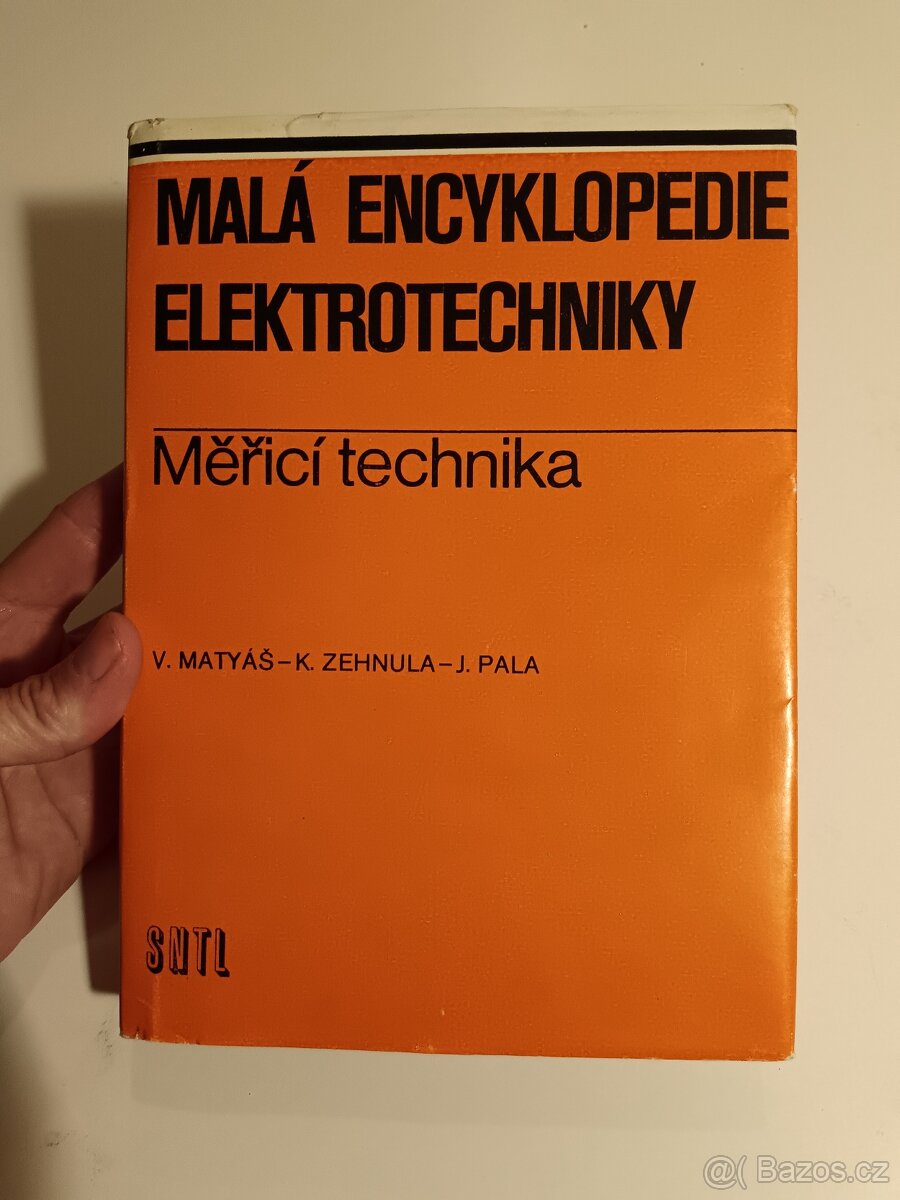 MALÁ ENCYKLOPEDIE
ELEKTROTECHNIKY
Měřicí technika
V. MATYÁŠ–K. ZEHNULA–J. PALA
SNTL
@( Bazos.cz